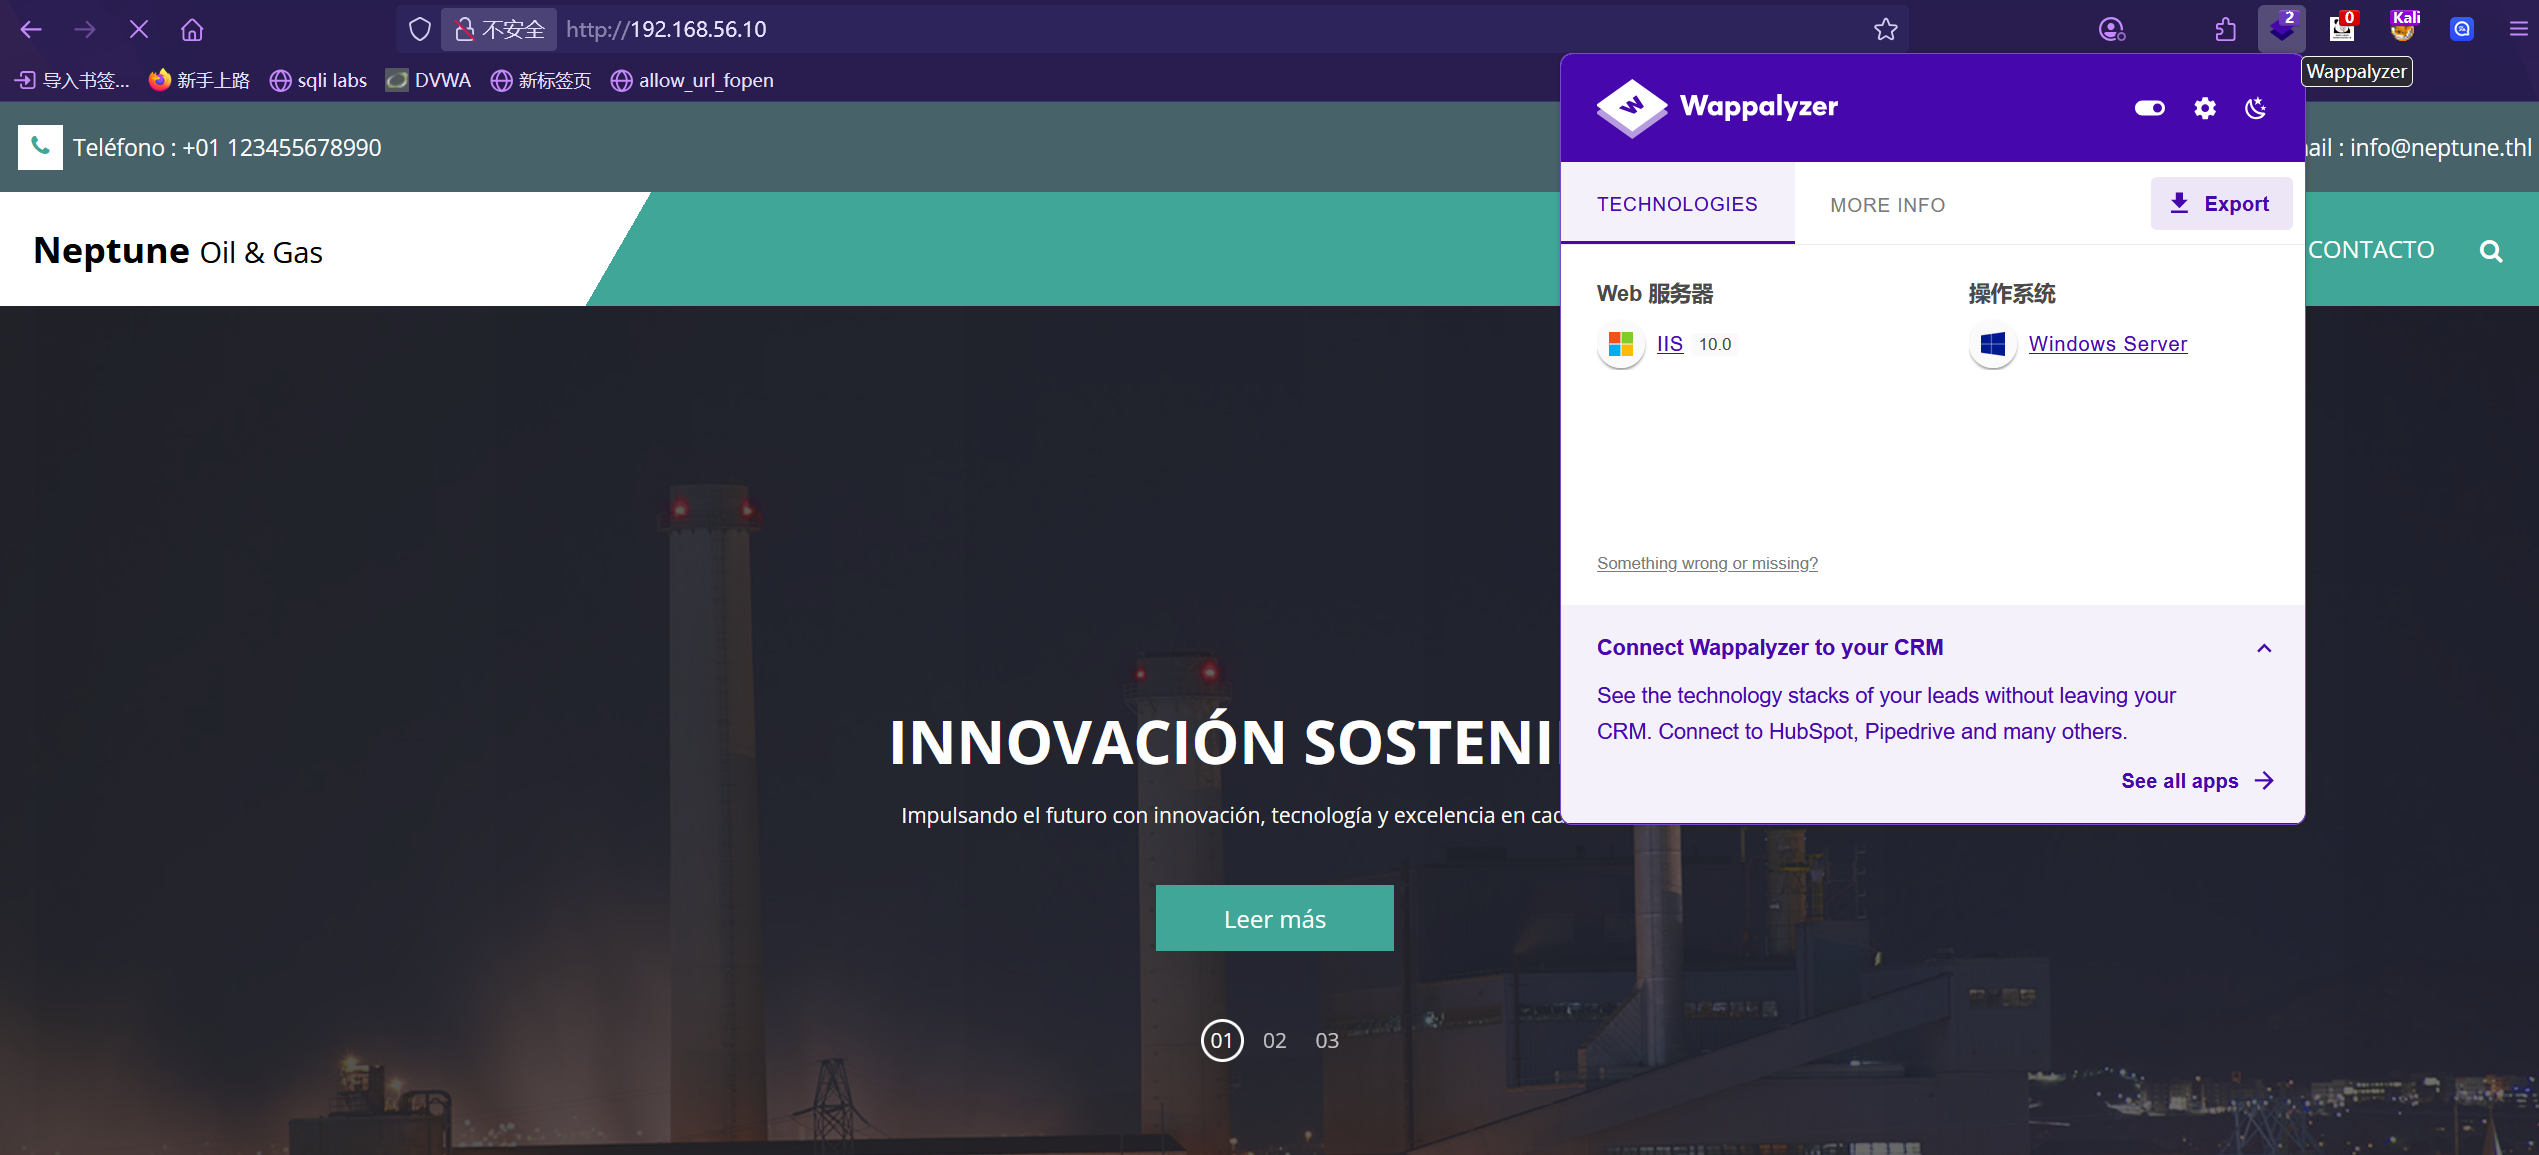 不安全 http://192.168.56.10
2
0
Kali
导入书签...
新手上路
sqli labs
DVWA
新标签页
allow_url_fopen
Wappalyzer
Teléfono : +01 123455678990
ail : info@neptune.thl
Neptune Oil & Gas
CONTACTO
Wappalyzer
TECHNOLOGIES
MORE INFO
Export
Web 服务器
操作系统
IIS 10.0
Windows Server
Something wrong or missing?
Connect Wappalyzer to your CRM
See the technology stacks of your leads without leaving your
CRM. Connect to HubSpot, Pipedrive and many others.
See all apps
INNOVACIÓN SOSTENI
Impulsando el futuro con innovación, tecnología y excelencia en cad
Leer más
01 02 03